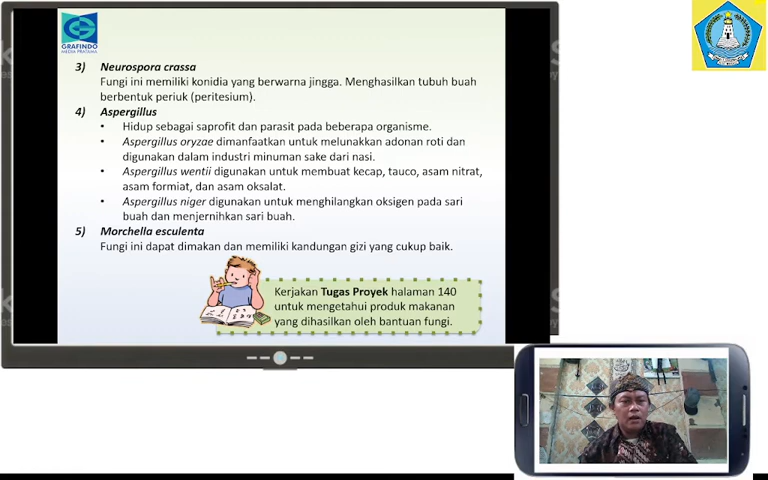 GRAFINDO
MEDIA PRATAMA
3) Neurospora crassa
Fungi ini memiliki konidia yang berwarna jingga. Menghasilkan tubuh buah
berbentuk periuk (peritesium).
4) Aspergillus
• Hidup sebagai saprofit dan parasit pada beberapa organisme.
• Aspergillus oryzae dimanfaatkan untuk melunakkan adonan roti dan
digunakan dalam industri minuman sake dari nasi.
• Aspergillus wentii digunakan untuk membuat kecap, tauco, asam nitrat,
asam formiat, dan asam oksalat.
• Aspergillus niger digunakan untuk menghilangkan oksigen pada sari
buah dan menjernihkan sari buah.
5) Morchella esculenta
Fungi ini dapat dimakan dan memiliki kandungan gizi yang cukup baik.
Kerjakan Tugas Proyek halaman 140
untuk mengetahui produk makanan
yang dihasilkan oleh bantuan fungi.